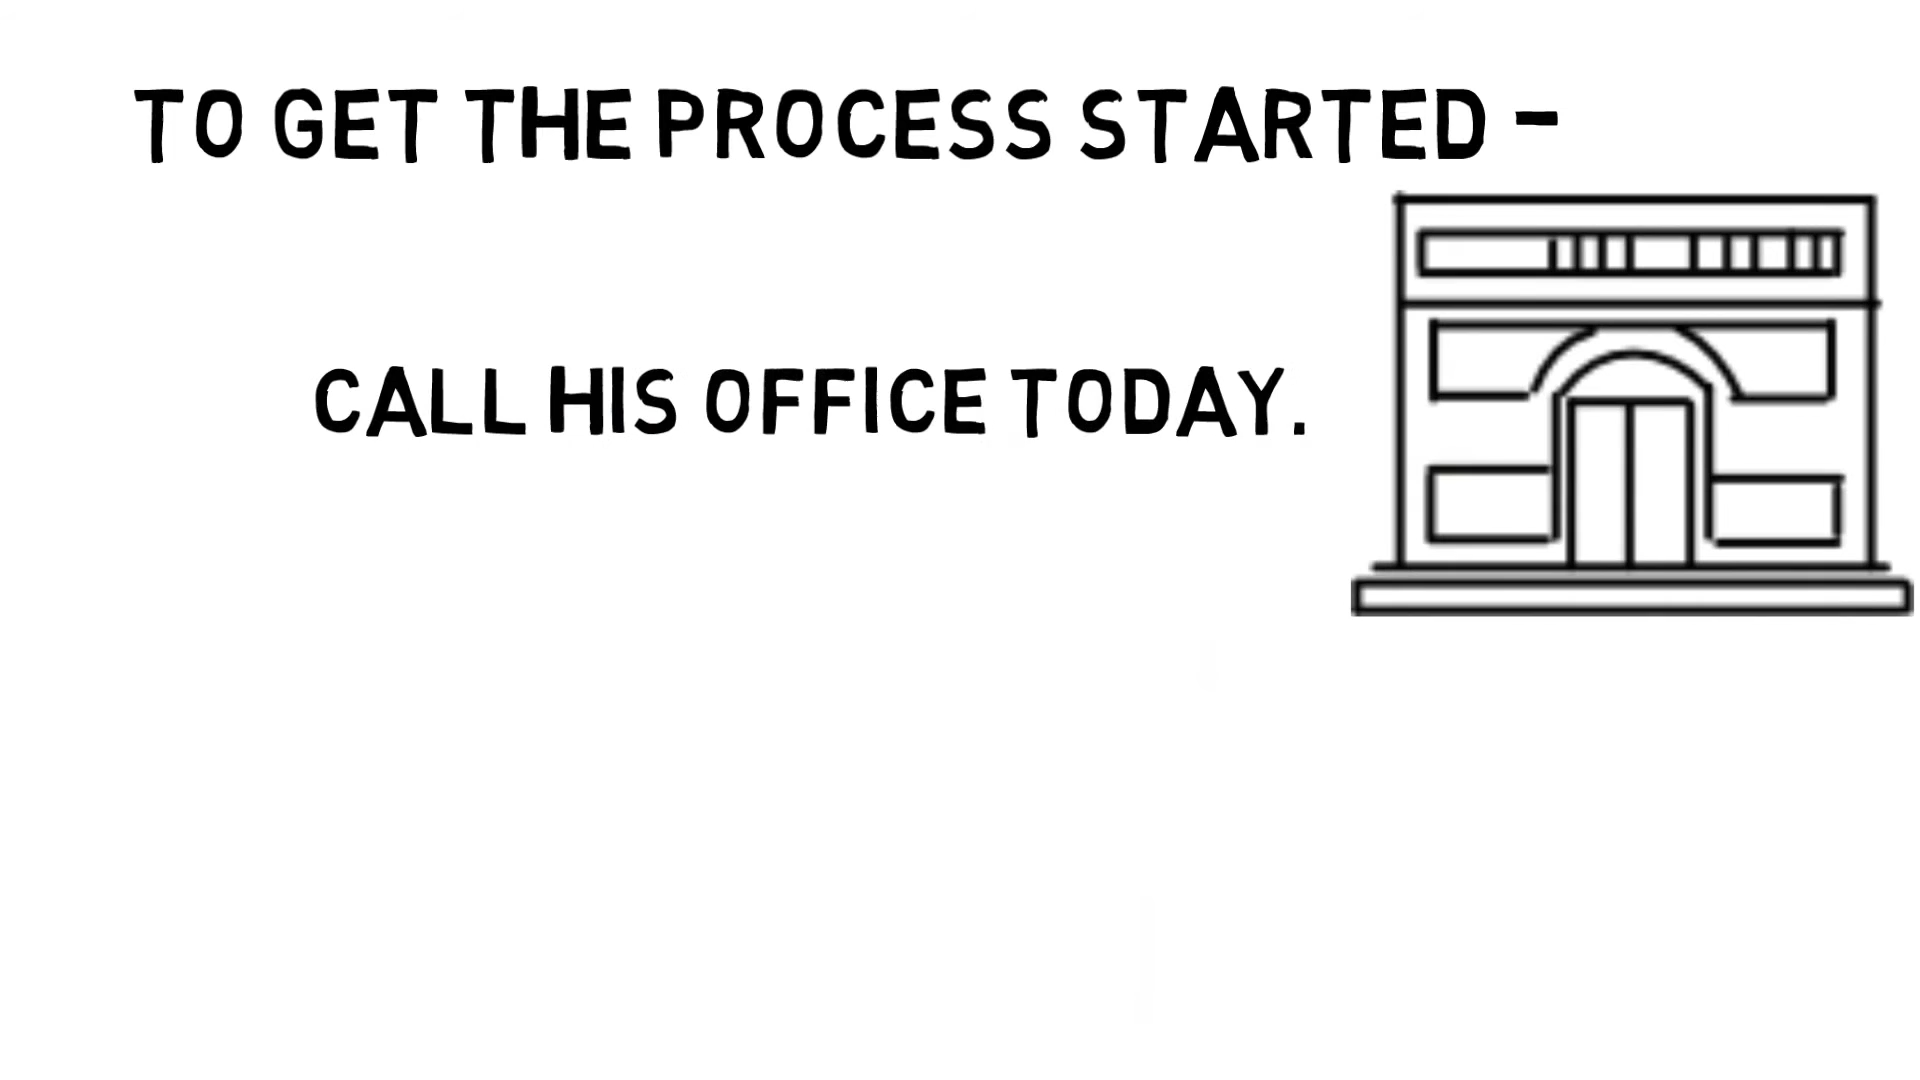 TO GET THE PROCESS STARTED -
CALL HIS OFFICE TODAY.